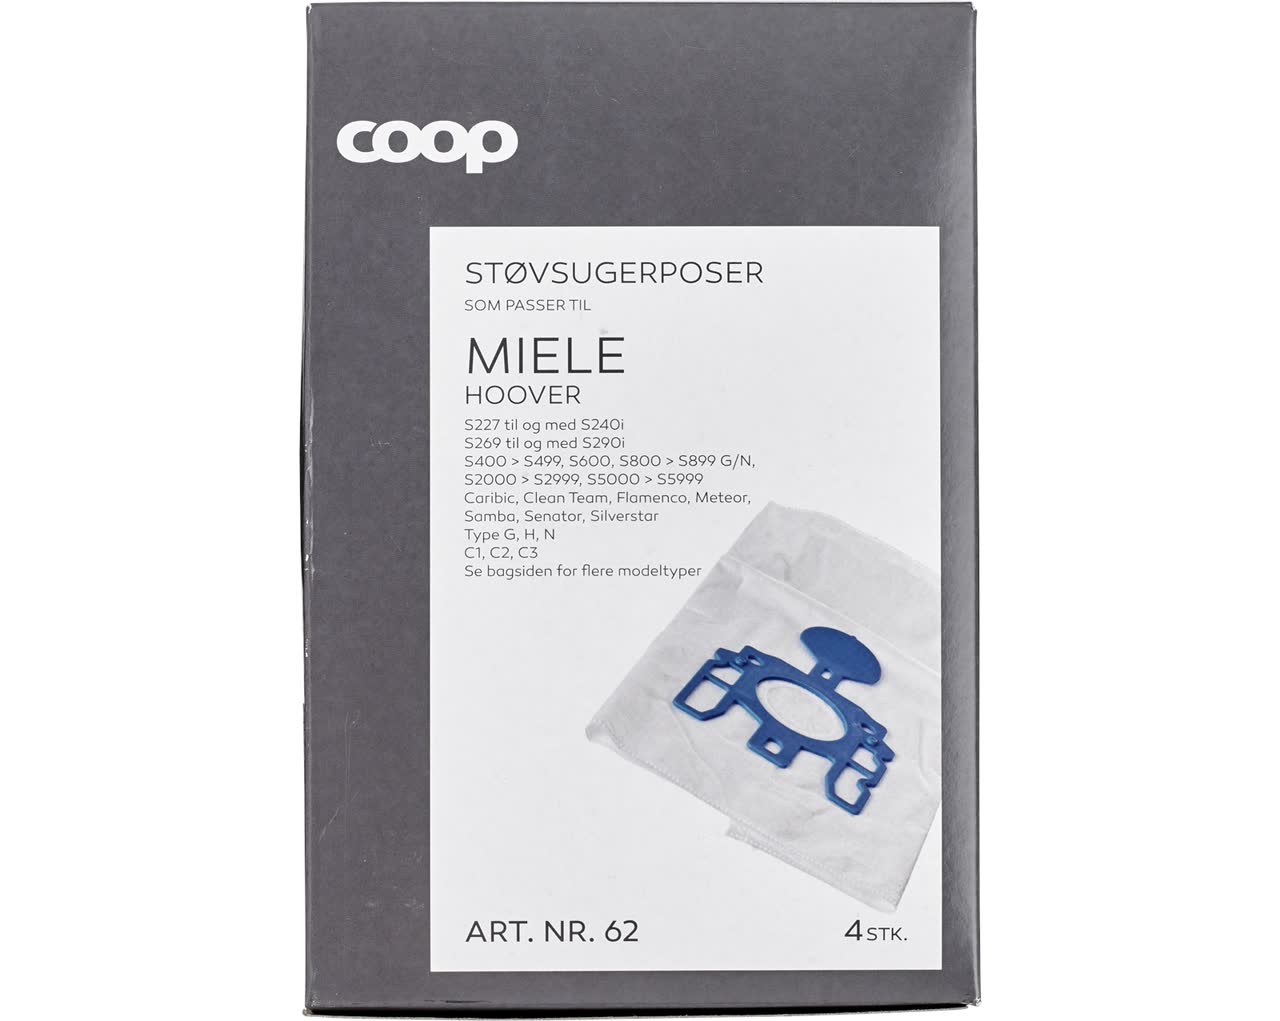 coop
STØVSUGERPOSER
SOM PASSER TIL
MIELE
HOOVER
S227 til og med S240i
S269 til og med S290i
S400 > S499, S600, S800 > S899 G/N,
S2000 > S2999, S5000 > S5999
Caribic, Clean Team, Flamenco, Meteor,
Samba, Senator, Silverstar
Type G, H, N
C1, C2, C3
Se bagsiden for flere modeltyper
ART. NR. 62
4 STK.